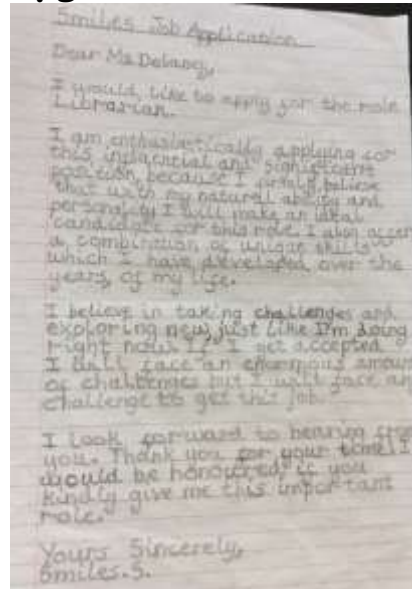 Smiles Job Application
Dear Ms Delaney,
I would like to apply for the role
Librarian.
I am enthusiastically applying for
this influential and significant
position, because I firmly believe
that with my natural ability and
personality I will make an ideal
candidate for this role. I also
a combination of unique skills
which I have developed over the
years, of my life.
I believe in taking challenges and
exploring new, just like I'm doing
right now. If I get accepted
I will face an enormous
of challenges but I will face an
challenge to get this job.
I look forward to hearing from
you. Thank you for your time. I
would be honoured if you
kindly give me this important
role.
Yours Sincerely,
Smiles.S.